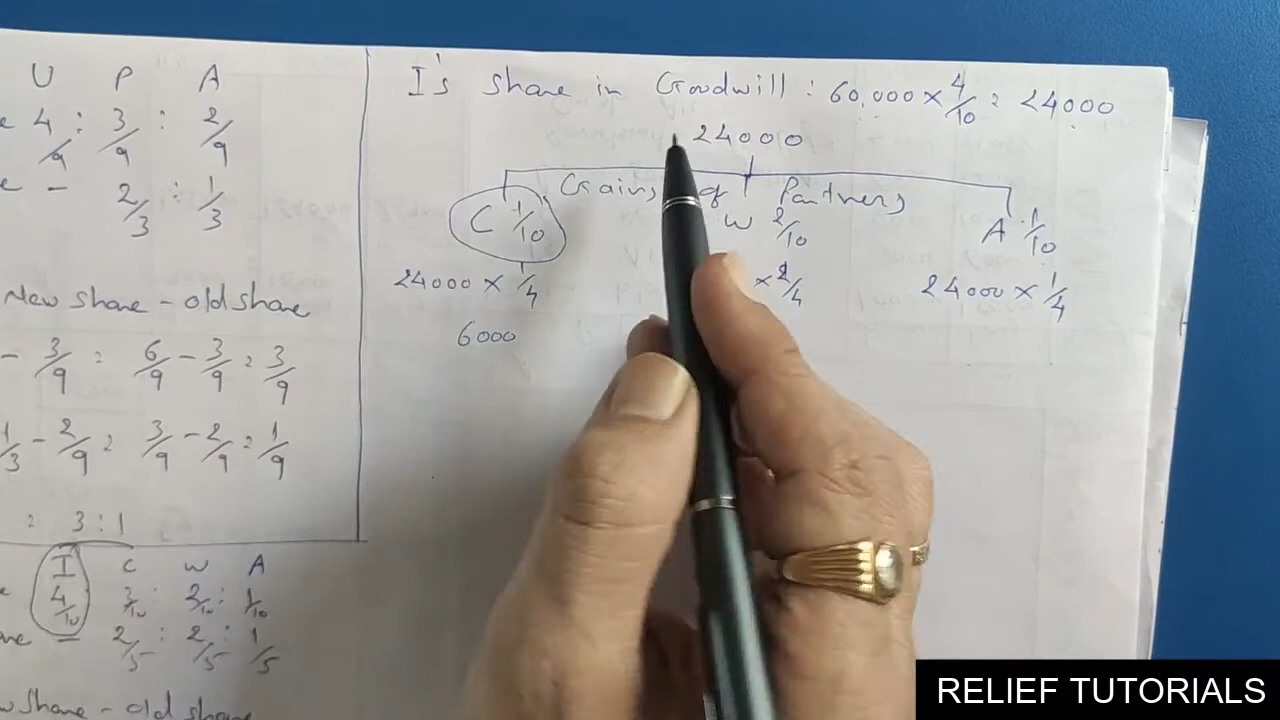 U P A
4/9 : 3/9 : 2/9
- 2/3 : 1/3
New share - old share
- 3/9 = 6/9 - 3/9 = 3/9
1/3 - 2/9 = 3/9 - 2/9 = 1/9
= 3:1
I C W A
4/10 3/10 : 2/10 : 1/10
- 2/5 : 2/5 : 1/5
share - old share
I's share in Goodwill : 60,000 × 4/10 = 24000
24000
Gains of Partners
C 1/10 W 2/10 A 1/10
24000 × 1/4 × 2/4 24000 × 1/4
6000
RELIEF TUTORIALS